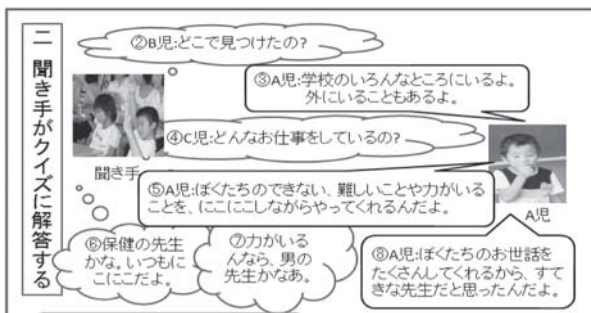 二 聞き手がクイズに解答する
②B児:どこで見つけたの?
③A児:学校のいろんなところにいるよ。
外にいることもあるよ。
④C児:どんなお仕事をしているの?
聞き手
⑤A児:ぼくたちのできない、難しいことや力がいる
ことを、にこにこしながらやってくれるんだよ。
A児
⑥保健の先生
かな。いつもに
こにこだよ。
⑦力がいる
んなら、男の
先生かなあ。
⑧A児:ぼくたちのお世話を
たくさんしてくれるから、すて
きな先生だと思ったんだよ。